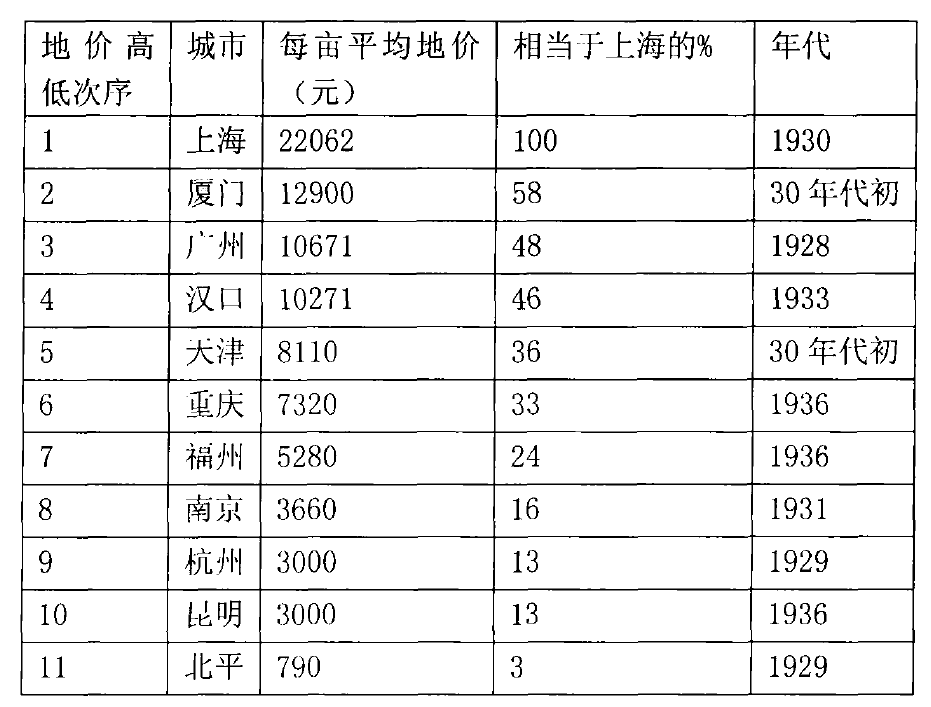 地价高低次序 城市 每亩平均地价（元） 相当于上海的% 年代
1 上海 22062 100 1930
2 厦门 12900 58 30年代初
3 广州 10671 48 1928
4 汉口 10271 46 1933
5 天津 8110 36 30年代初
6 重庆 7320 33 1936
7 福州 5280 24 1936
8 南京 3660 16 1931
9 杭州 3000 13 1929
10 昆明 3000 13 1936
11 北平 790 3 1929